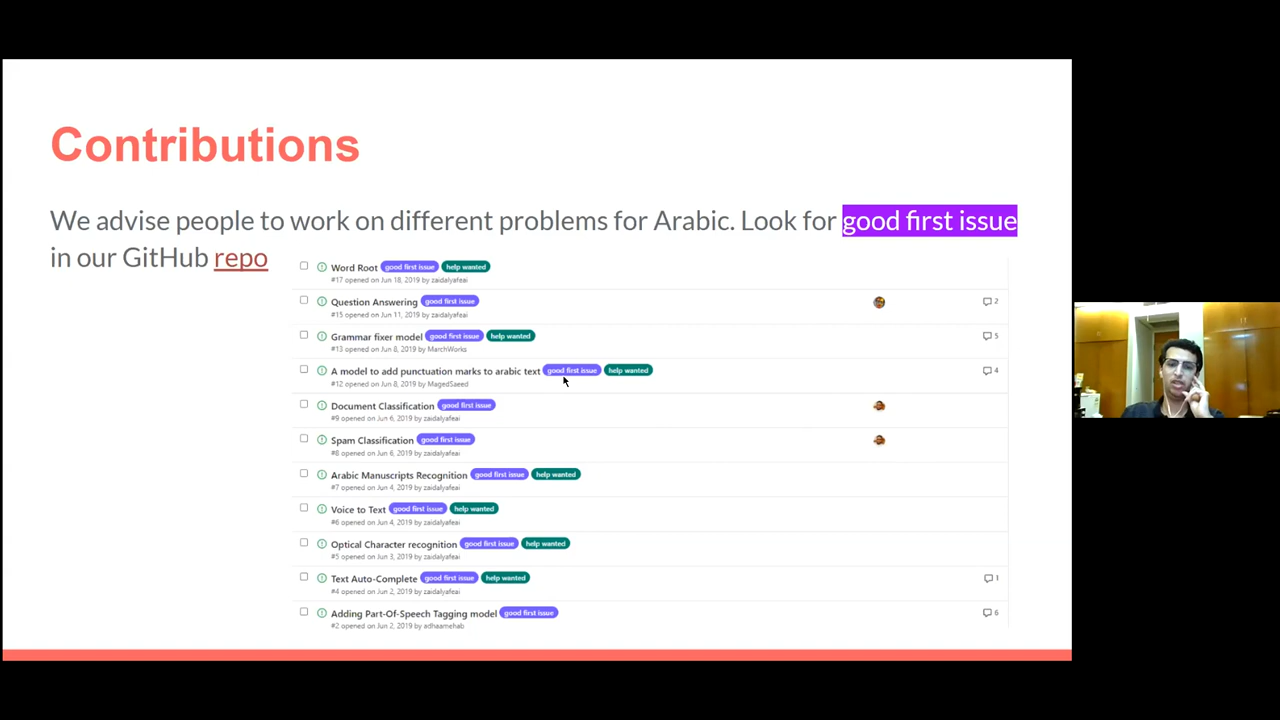 Contributions
We advise people to work on different problems for Arabic. Look for good first issue
in our GitHub repo
Word Root good first issue help wanted
#17 opened on Jun 18, 2019 by zaidalyafeai
Question Answering good first issue 2
#15 opened on Jun 11, 2019 by zaidalyafeai
Grammar fixer model good first issue help wanted 5
#13 opened on Jun 8, 2019 by MarchWorks
A model to add punctuation marks to arabic text good first issue help wanted 4
#12 opened on Jun 8, 2019 by MagedSaeed
Document Classification good first issue
#9 opened on Jun 6, 2019 by zaidalyafeai
Spam Classification good first issue
#8 opened on Jun 6, 2019 by zaidalyafeai
Arabic Manuscripts Recognition good first issue help wanted
#7 opened on Jun 4, 2019 by zaidalyafeai
Voice to Text good first issue help wanted
#6 opened on Jun 4, 2019 by zaidalyafeai
Optical Character recognition good first issue help wanted
#5 opened on Jun 3, 2019 by zaidalyafeai
Text Auto-Complete good first issue help wanted 1
#4 opened on Jun 2, 2019 by zaidalyafeai
Adding Part-Of-Speech Tagging model good first issue 6
#2 opened on Jun 2, 2019 by adhaamehab